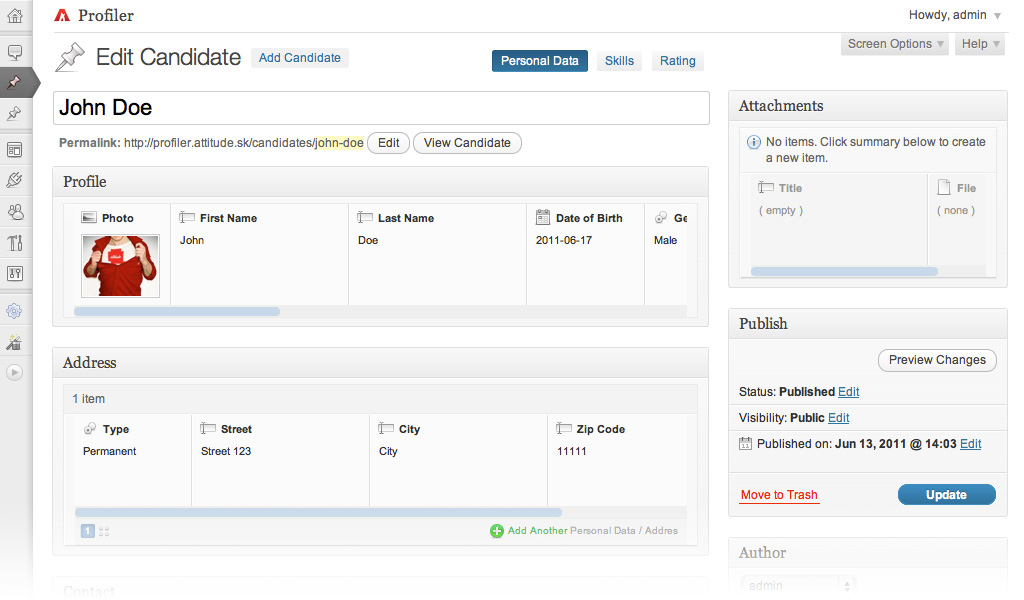 Profiler
Howdy, admin
Screen Options
Help
Edit Candidate
Add Candidate
Personal Data
Skills
Rating
John Doe
Permalink: http://profiler.attitude.sk/candidates/john-doe
Edit
View Candidate
Profile
Photo
First Name
Last Name
Date of Birth
Ge
John
Doe
2011-06-17
Male
Address
1 item
Type
Street
City
Zip Code
Permanent
Street 123
City
11111
1
Add Another Personal Data / Addres
Contact
Attachments
No items. Click summary below to create
a new item.
Title
File
( empty )
( none )
Publish
Preview Changes
Status: Published Edit
Visibility: Public Edit
Published on: Jun 13, 2011 @ 14:03 Edit
Move to Trash
Update
Author
admin